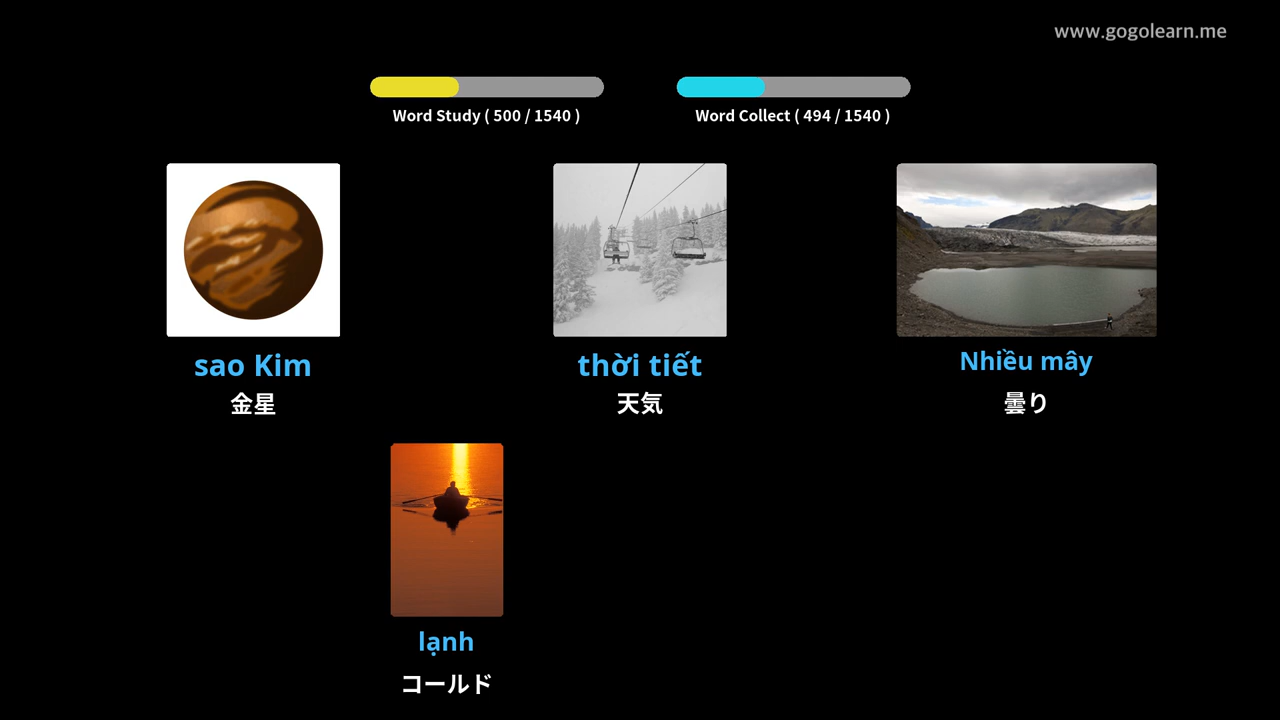 www.gogolearn.me
Word Study ( 500 / 1540 )
Word Collect ( 494 / 1540 )
sao Kim
金星
thời tiết
天気
Nhiều mây
曇り
lạnh
コールド